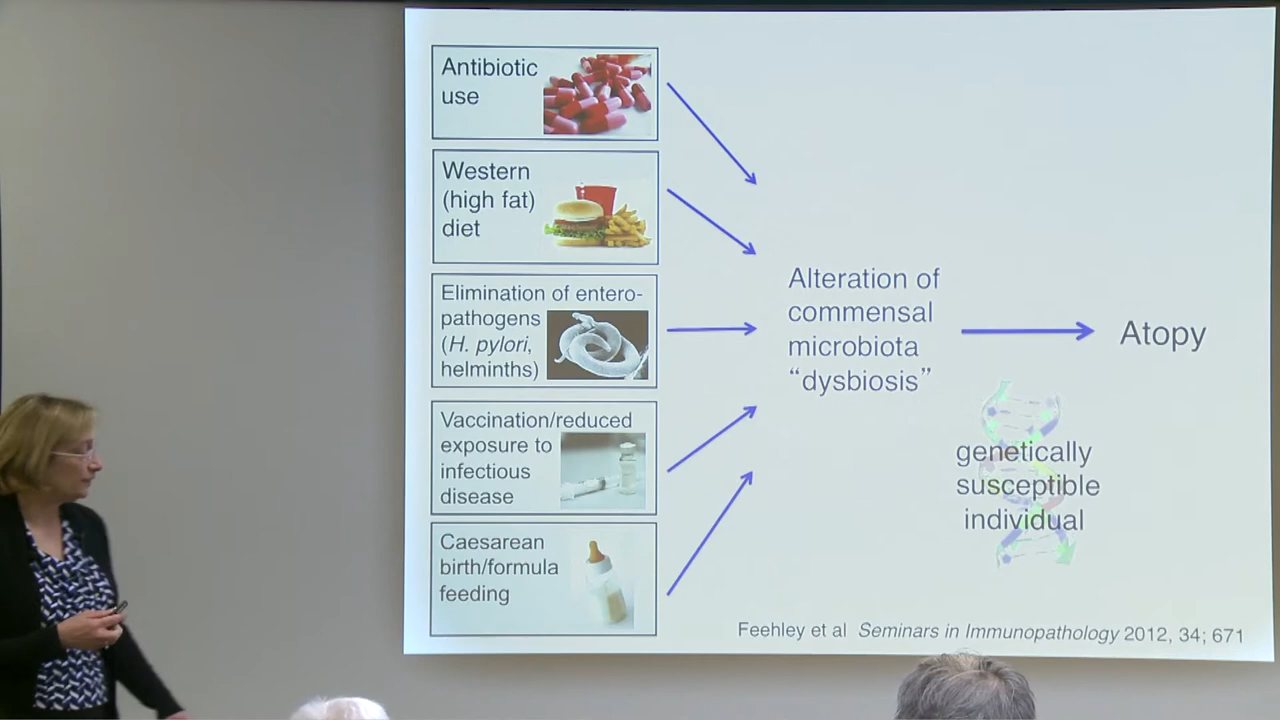 Antibiotic
use
Western
(high fat)
diet
Elimination of entero-
pathogens
(H. pylori,
helminths)
Vaccination/reduced
exposure to
infectious
disease
Caesarean
birth/formula
feeding
Alteration of
commensal
microbiota
“dysbiosis”
Atopy
genetically
susceptible
individual
Feehley et al Seminars in Immunopathology 2012, 34; 671